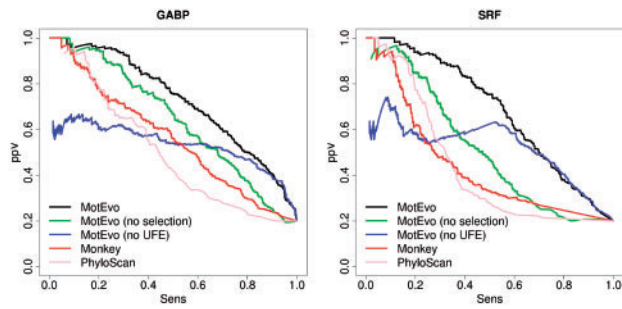 GABP
ppv
1.0
0.8
0.6
0.4
0.2
0.0
MotEvo
MotEvo (no selection)
MotEvo (no UFE)
Monkey
PhyloScan
0.0 0.2 0.4 0.6 0.8 1.0
Sens
SRF
ppv
1.0
0.8
0.6
0.4
0.2
0.0
MotEvo
MotEvo (no selection)
MotEvo (no UFE)
Monkey
PhyloScan
0.0 0.2 0.4 0.6 0.8 1.0
Sens